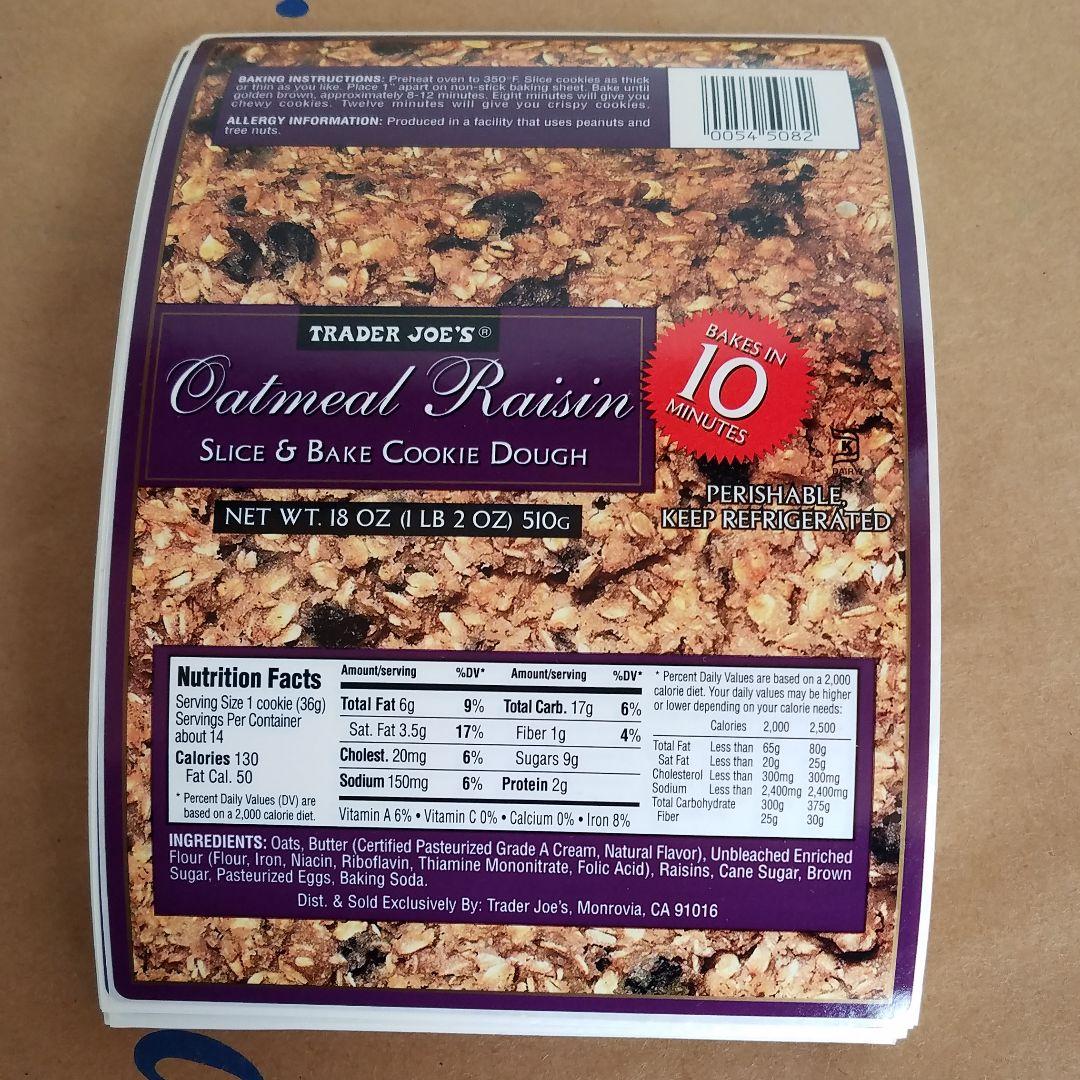 BAKING INSTRUCTIONS: Preheat oven to 350°F. Slice cookies as thick
or thin as you like. Place 1" apart on non-stick baking sheet. Bake until
golden brown, approximately 8-12 minutes. Eight minutes will give you
chewy cookies. Twelve minutes will give you crispy cookies.
ALLERGY INFORMATION: Produced in a facility that uses peanuts and
tree nuts.
0054 5082
TRADER JOE'S®
Oatmeal Raisin
SLICE & BAKE COOKIE DOUGH
BAKES IN
10
MINUTES
K
DAIRY
NET WT. 18 OZ (1 LB 2 OZ) 510G
PERISHABLE,
KEEP REFRIGERATED
Nutrition Facts
Serving Size 1 cookie (36g)
Servings Per Container
about 14
Calories 130
Fat Cal. 50
* Percent Daily Values (DV) are
based on a 2,000 calorie diet.
Amount/serving %DV* Amount/serving %DV*
Total Fat 6g 9% Total Carb. 17g 6%
Sat. Fat 3.5g 17% Fiber 1g 4%
Cholest. 20mg 6% Sugars 9g
Sodium 150mg 6% Protein 2g
Vitamin A 6% • Vitamin C 0% • Calcium 0% • Iron 8%
* Percent Daily Values are based on a 2,000
calorie diet. Your daily values may be higher
or lower depending on your calorie needs:
Calories 2,000 2,500
Total Fat Less than 65g 80g
Sat Fat Less than 20g 25g
Cholesterol Less than 300mg 300mg
Sodium Less than 2,400mg 2,400mg
Total Carbohydrate 300g 375g
Fiber 25g 30g
INGREDIENTS: Oats, Butter (Certified Pasteurized Grade A Cream, Natural Flavor), Unbleached Enriched
Flour (Flour, Iron, Niacin, Riboflavin, Thiamine Mononitrate, Folic Acid), Raisins, Cane Sugar, Brown
Sugar, Pasteurized Eggs, Baking Soda.
Dist. & Sold Exclusively By: Trader Joe's, Monrovia, CA 91016